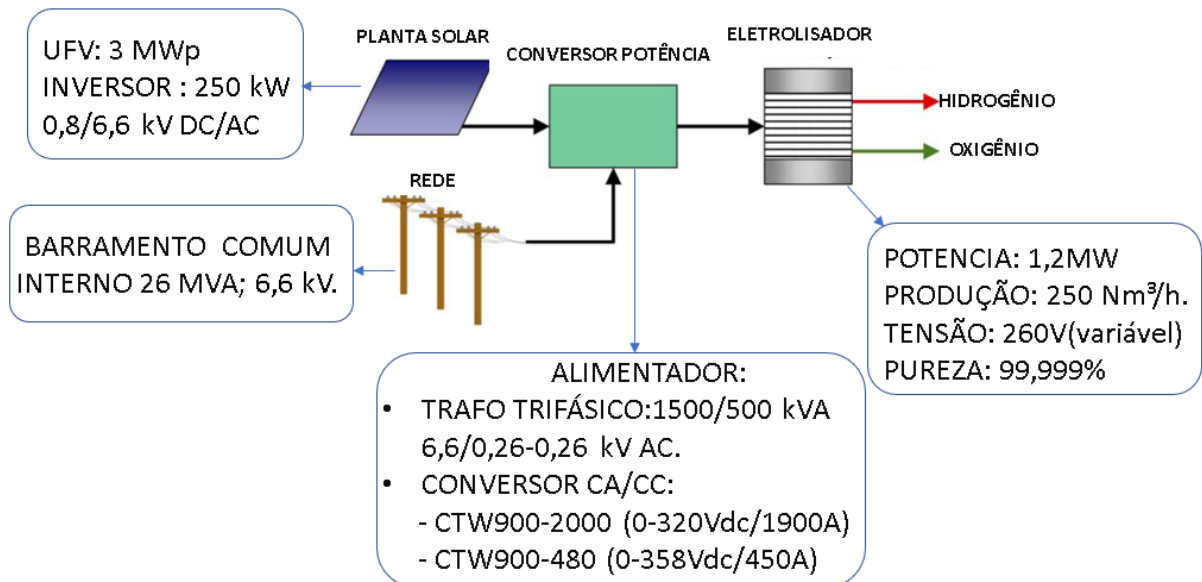 UFV: 3 MWp
INVERSOR : 250 kW
0,8/6,6 kV DC/AC
PLANTA SOLAR
CONVERSOR POTÊNCIA
ELETROLISADOR
HIDROGÊNIO
OXIGÊNIO
REDE
BARRAMENTO COMUM
INTERNO 26 MVA; 6,6 kV.
POTENCIA: 1,2MW
PRODUÇÃO: 250 Nm³/h.
TENSÃO: 260V(variável)
PUREZA: 99,999%
ALIMENTADOR:
• TRAFO TRIFÁSICO:1500/500 kVA
6,6/0,26-0,26 kV AC.
• CONVERSOR CA/CC:
- CTW900-2000 (0-320Vdc/1900A)
- CTW900-480 (0-358Vdc/450A)